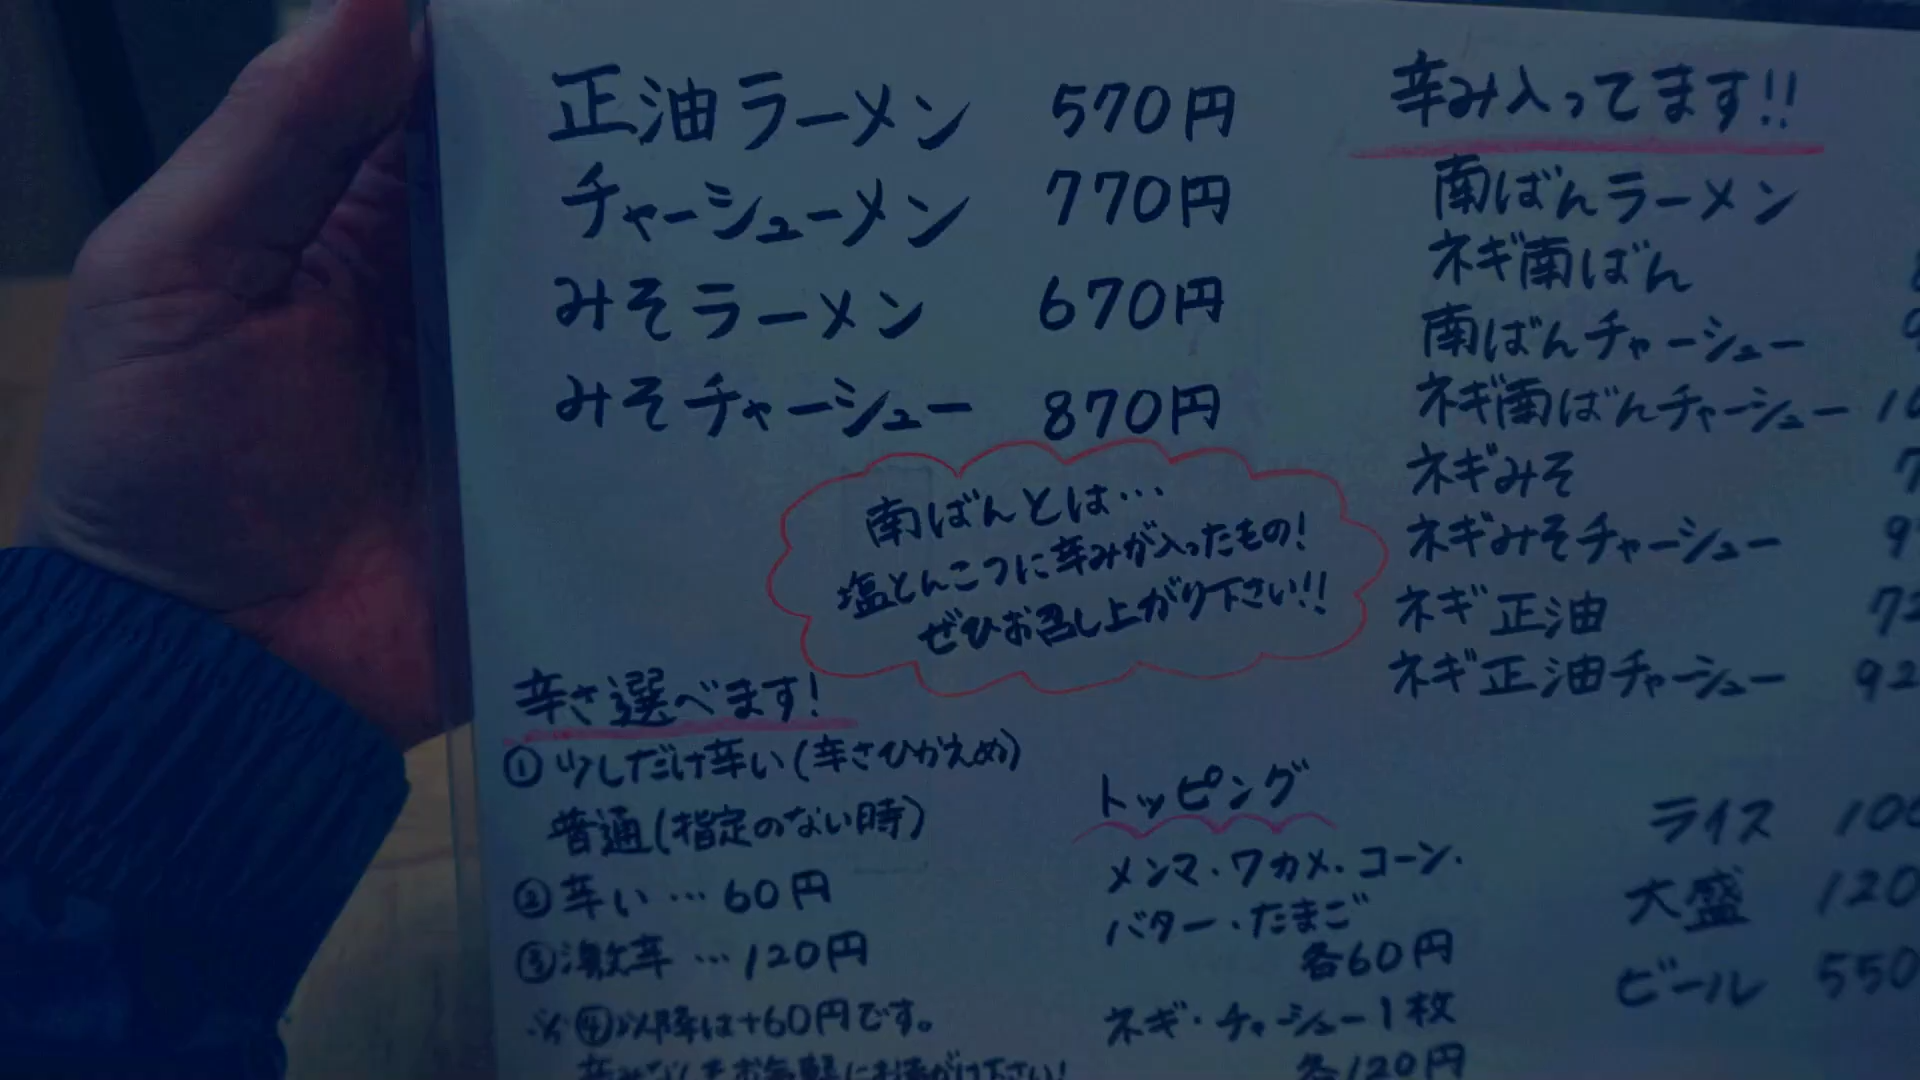 正油ラーメン 570円
チャーシューメン 770円
みそラーメン 670円
みそチャーシュー 870円
南ばんとは…
塩とんこつに辛みが入ったもの!
ぜひお召し上がり下さい!!
辛さ選べます!
① 少しだけ辛い(辛さひかえめ)
普通(指定のない時)
② 辛い…60円
③ 激辛…120円
※④以降は+60円です。
辛み入ってます!!
南ばんラーメン
ネギ南ばん
南ばんチャーシュー
ネギ南ばんチャーシュー
ネギみそ
ネギみそチャーシュー
ネギ正油
ネギ正油チャーシュー
トッピング
メンマ・ワカメ・コーン・
バター・たまご
各60円
ネギ・チャーシュー1枚
各120円
ライス 100
大盛 120
ビール 550